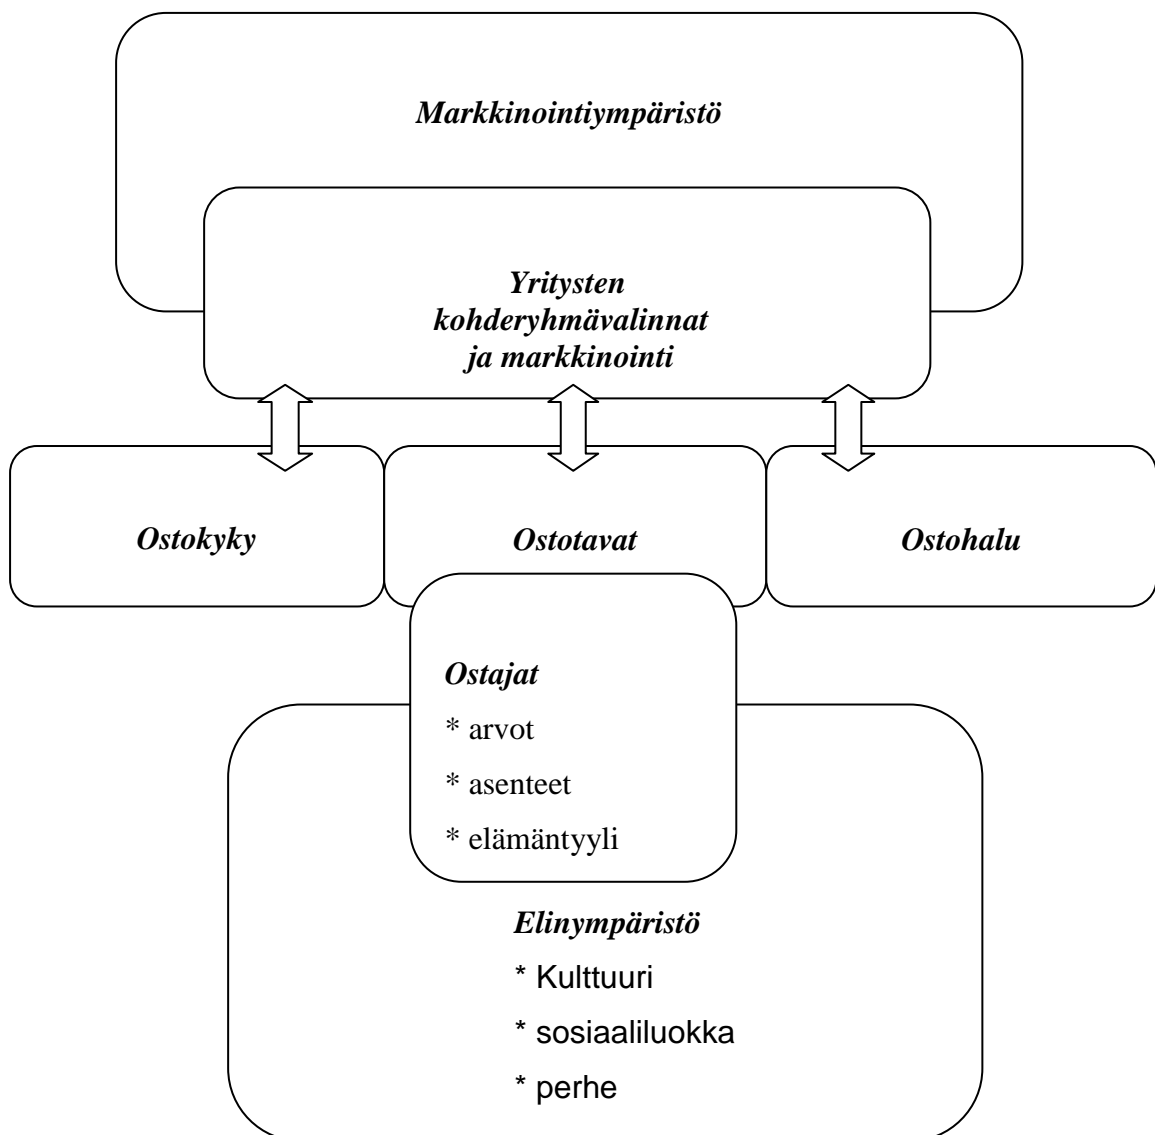 Markkinointiympäristö
Yritysten
kohderyhmävalinnat
ja markkinointi
Ostokyky
Ostotavat
Ostohalu
Ostajat
* arvot
* asenteet
* elämäntyyli
Elinympäristö
* Kulttuuri
* sosiaaliluokka
* perhe